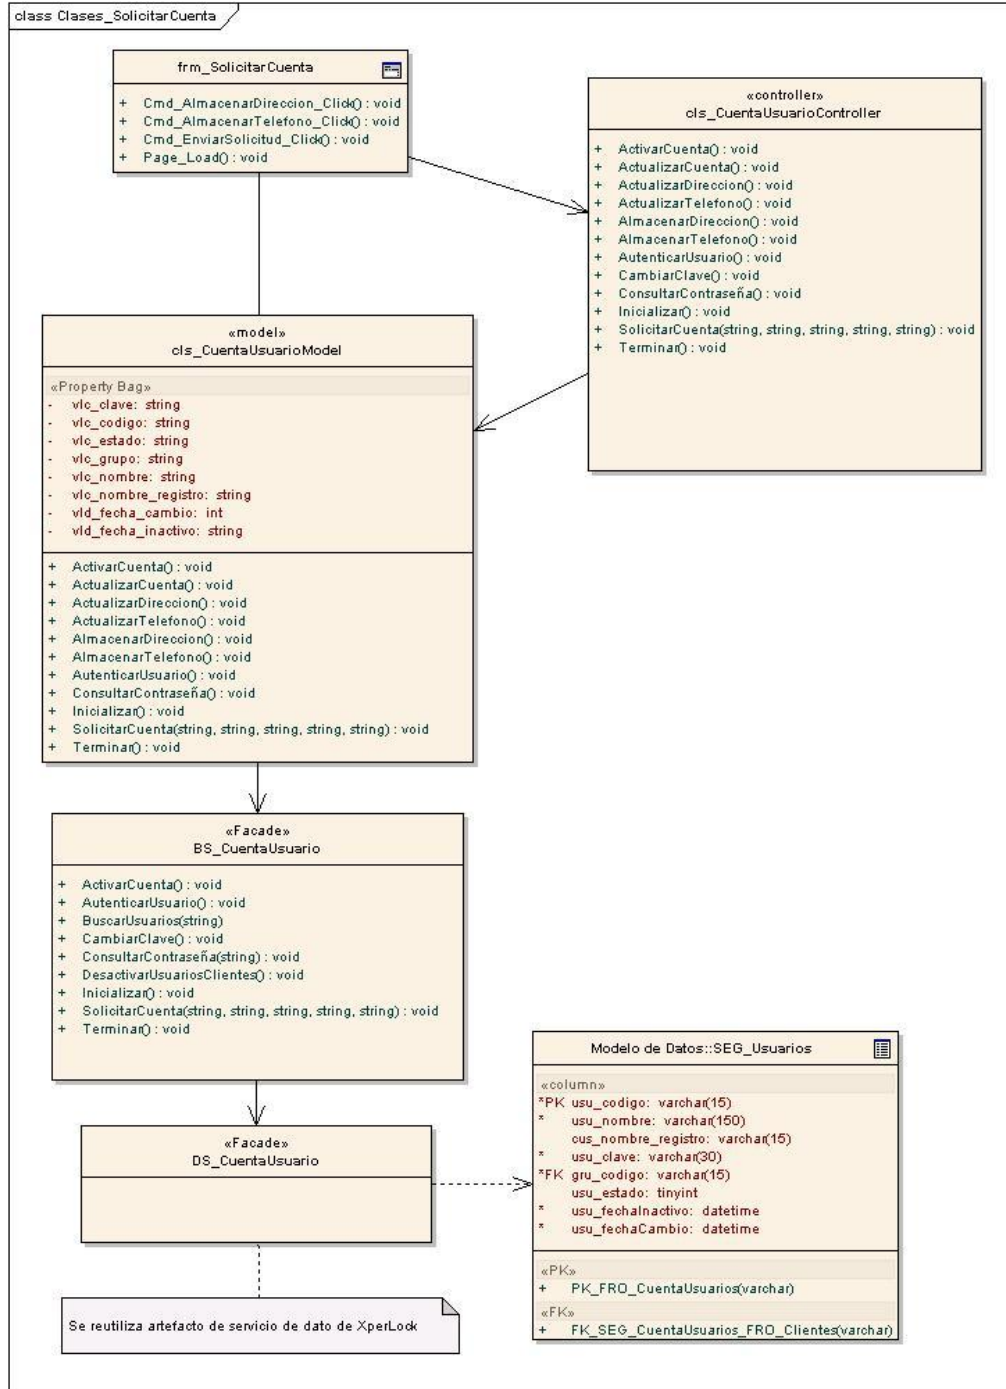 class Clases_SolicitarCuenta
frm_SolicitarCuenta
+ Cmd_AlmacenarDireccion_Click() : void
+ Cmd_AlmacenarTelefono_Click() : void
+ Cmd_EnviarSolicitud_Click() : void
+ Page_Load() : void
«controller»
cls_CuentaUsuarioController
+ ActivarCuenta() : void
+ ActualizarCuenta() : void
+ ActualizarDireccion() : void
+ ActualizarTelefono() : void
+ AlmacenarDireccion() : void
+ AlmacenarTelefono() : void
+ AutenticarUsuario() : void
+ CambiarClave() : void
+ ConsultarContraseña() : void
+ Inicializar() : void
+ SolicitarCuenta(string, string, string, string, string) : void
+ Terminar() : void
«model»
cls_CuentaUsuarioModel
«Property Bag»
- vlc_clave: string
- vlc_codigo: string
- vlc_estado: string
- vlc_grupo: string
- vlc_nombre: string
- vlc_nombre_registro: string
- vld_fecha_cambio: int
- vld_fecha_inactivo: string
+ ActivarCuenta() : void
+ ActualizarCuenta() : void
+ ActualizarDireccion() : void
+ ActualizarTelefono() : void
+ AlmacenarDireccion() : void
+ AlmacenarTelefono() : void
+ AutenticarUsuario() : void
+ ConsultarContraseña() : void
+ Inicializar() : void
+ SolicitarCuenta(string, string, string, string, string) : void
+ Terminar() : void
«Facade»
BS_CuentaUsuario
+ ActivarCuenta() : void
+ AutenticarUsuario() : void
+ BuscarUsuarios(string)
+ CambiarClave() : void
+ ConsultarContraseña(string) : void
+ DesactivarUsuariosClientes() : void
+ Inicializar() : void
+ SolicitarCuenta(string, string, string, string, string) : void
+ Terminar() : void
«Facade»
DS_CuentaUsuario
Se reutiliza artefacto de servicio de dato de XperLock
Modelo de Datos::SEG_Usuarios
«column»
*PK usu_codigo: varchar(15)
* usu_nombre: varchar(150)
cus_nombre_registro: varchar(15)
* usu_clave: varchar(30)
*FK gru_codigo: varchar(15)
usu_estado: tinyint
* usu_fechaInactivo: datetime
* usu_fechaCambio: datetime
«PK»
+ PK_FRO_CuentaUsuarios(varchar)
«FK»
+ FK_SEG_CuentaUsuarios_FRO_Clientes(varchar)